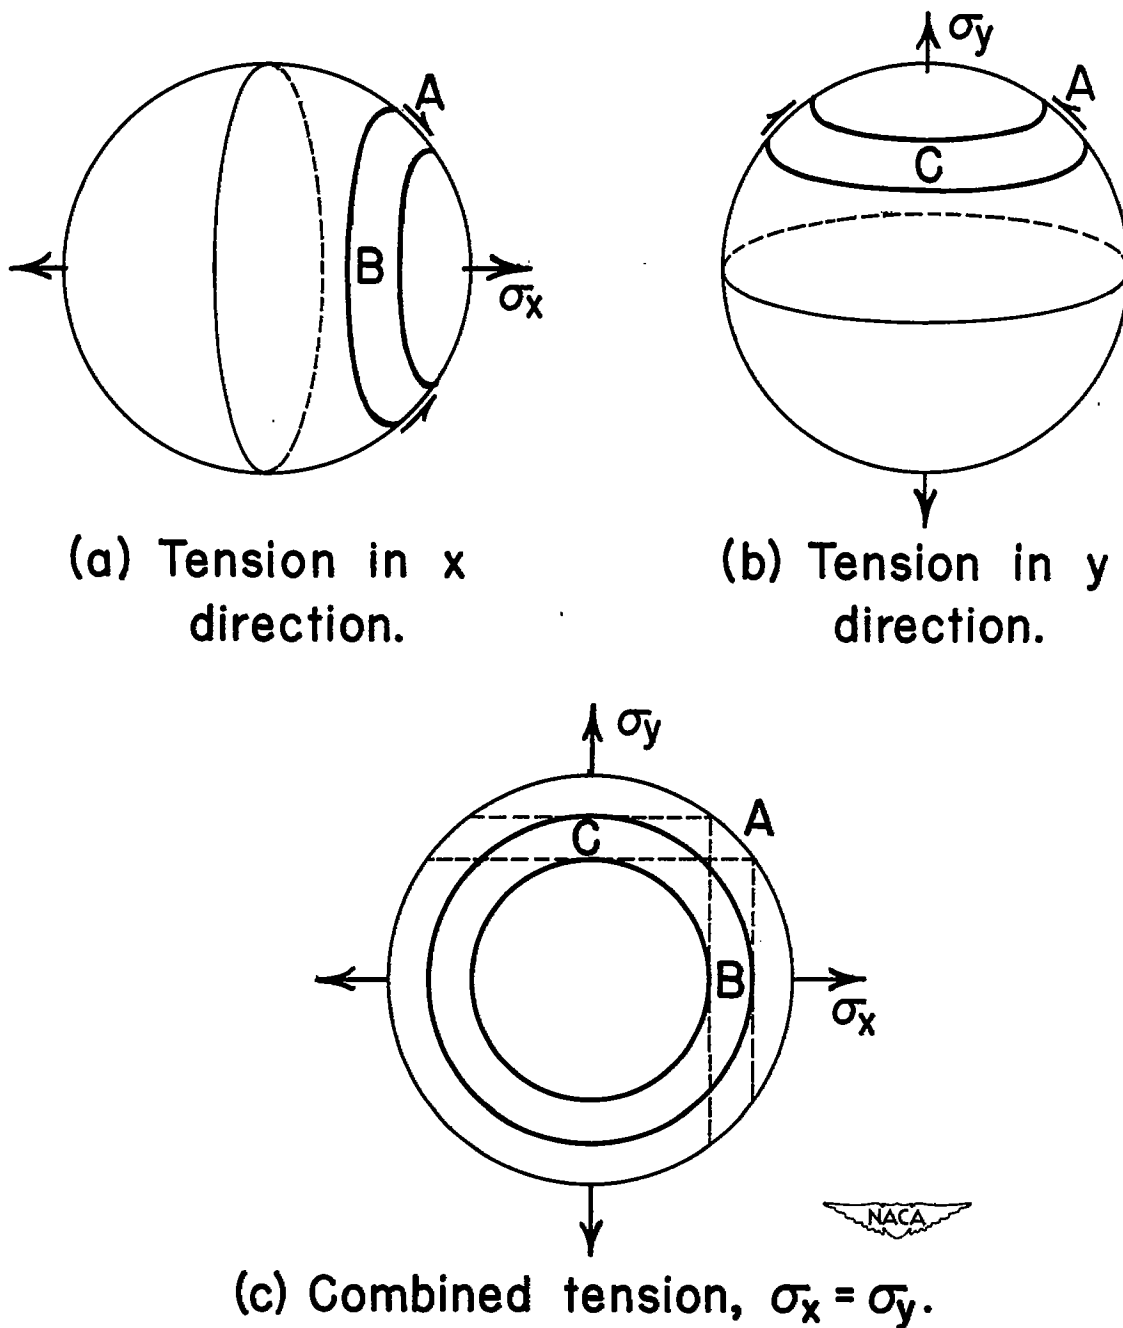 A
B
σx
(a) Tension in x
direction.
σy
A
C
(b) Tension in y
direction.
σy
A
C
B
σx
NACA
(c) Combined tension, σx = σy.